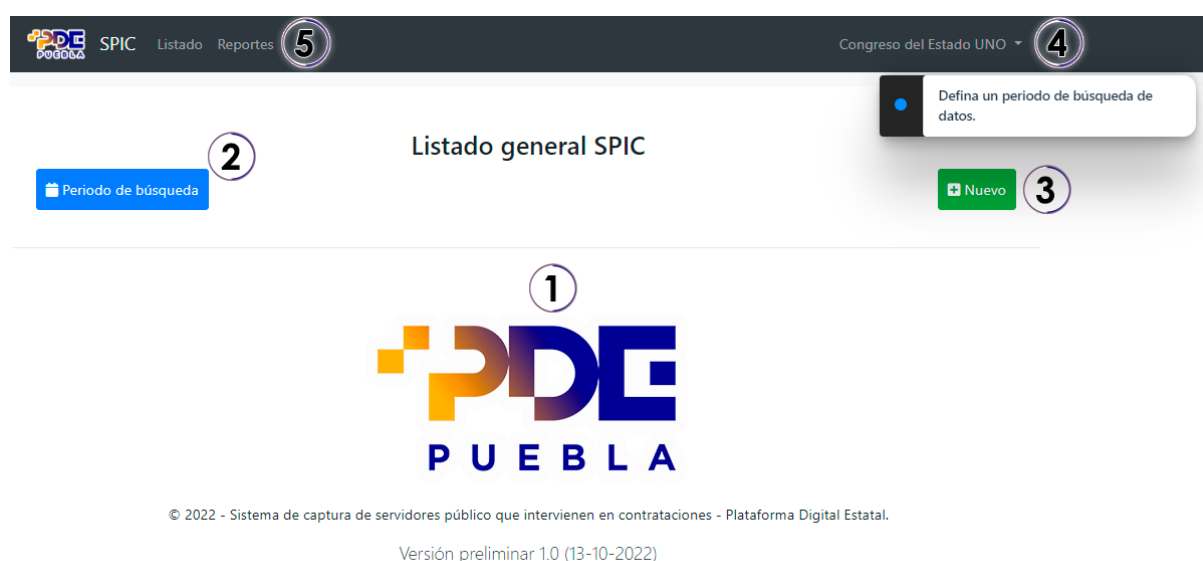 PDE PUEBLA SPIC Listado Reportes 5 Congreso del Estado UNO 4
Defina un periodo de búsqueda de
datos.
2 Listado general SPIC
Periodo de búsqueda Nuevo 3
1
PDE
PUEBLA
© 2022 - Sistema de captura de servidores público que intervienen en contrataciones - Plataforma Digital Estatal.
Versión preliminar 1.0 (13-10-2022)